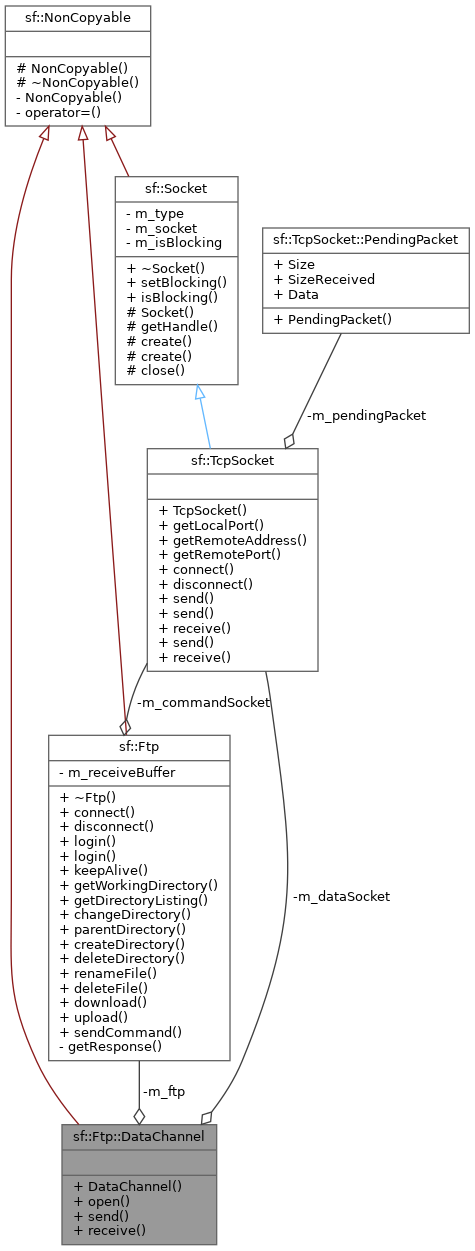 sf::NonCopyable
# NonCopyable()
# ~NonCopyable()
- NonCopyable()
- operator=()
sf::Socket
- m_type
- m_socket
- m_isBlocking
+ ~Socket()
+ setBlocking()
+ isBlocking()
# Socket()
# getHandle()
# create()
# create()
# close()
sf::TcpSocket::PendingPacket
+ Size
+ SizeReceived
+ Data
+ PendingPacket()
-m_pendingPacket
sf::TcpSocket
+ TcpSocket()
+ getLocalPort()
+ getRemoteAddress()
+ getRemotePort()
+ connect()
+ disconnect()
+ send()
+ send()
+ receive()
+ send()
+ receive()
-m_commandSocket
sf::Ftp
- m_receiveBuffer
+ ~Ftp()
+ connect()
+ disconnect()
+ login()
+ login()
+ keepAlive()
+ getWorkingDirectory()
+ getDirectoryListing()
+ changeDirectory()
+ parentDirectory()
+ createDirectory()
+ deleteDirectory()
+ renameFile()
+ deleteFile()
+ download()
+ upload()
+ sendCommand()
- getResponse()
-m_dataSocket
-m_ftp
sf::Ftp::DataChannel
+ DataChannel()
+ open()
+ send()
+ receive()